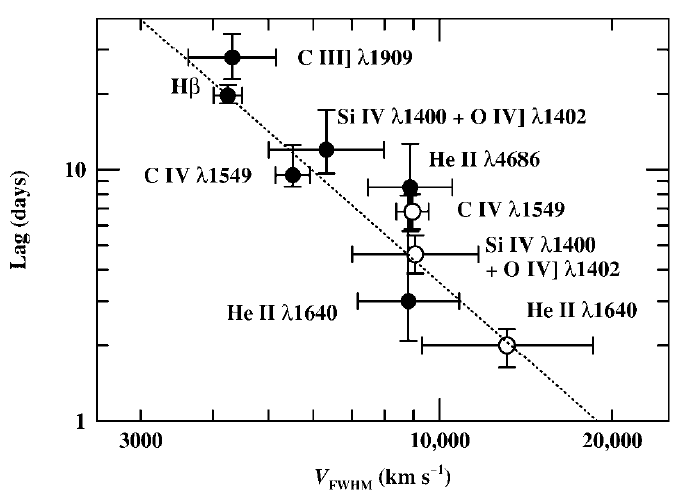 C III] λ1909
Hβ
Si IV λ1400 + O IV] λ1402
He II λ4686
10
C IV λ1549
C IV λ1549
Lag (days)
Si IV λ1400
+ O IV] λ1402
He II λ1640
He II λ1640
1
3000
10,000
20,000
V_FWHM (km s⁻¹)